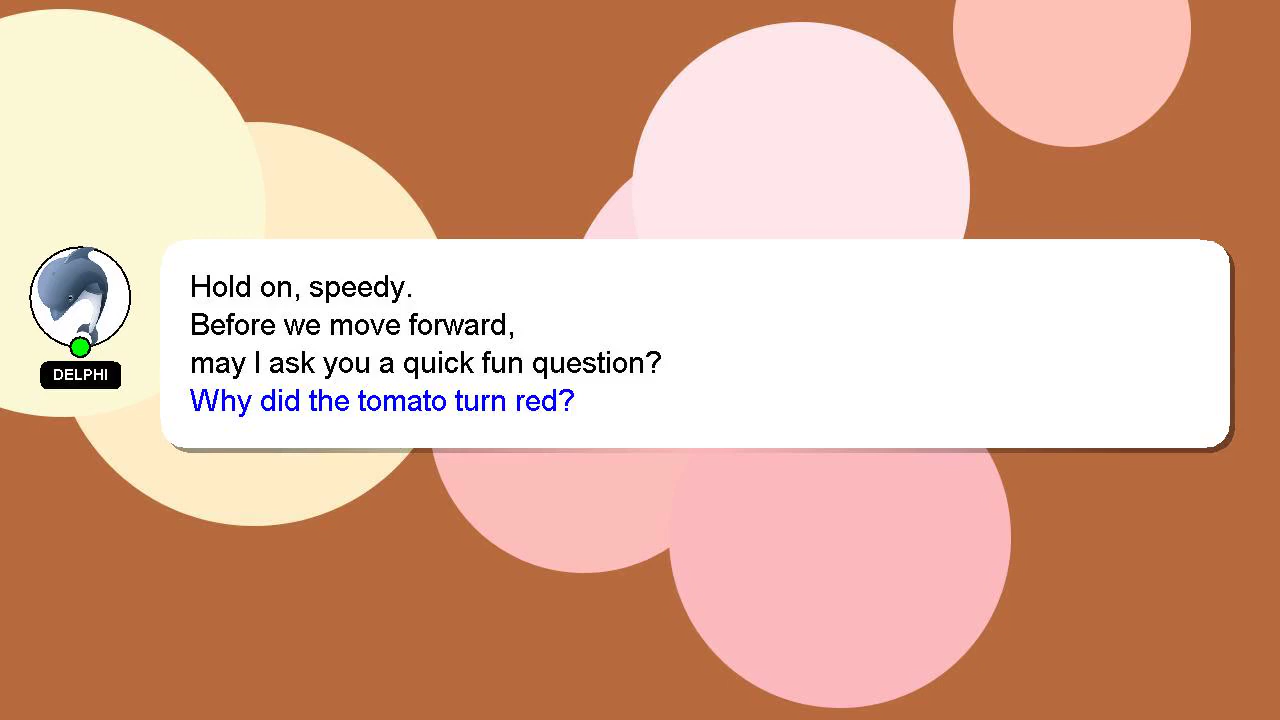 Hold on, speedy.
Before we move forward,
may I ask you a quick fun question?
Why did the tomato turn red?
DELPHI